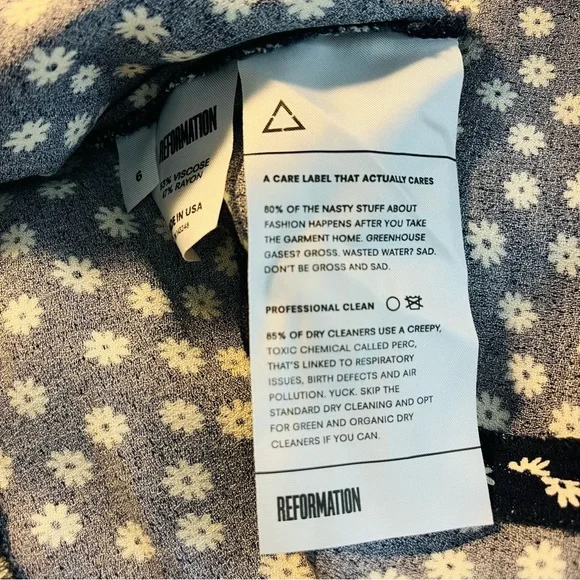 A CARE LABEL THAT ACTUALLY CARES
80% OF THE NASTY STUFF ABOUT
FASHION HAPPENS AFTER YOU TAKE
THE GARMENT HOME. GREENHOUSE
GASES? GROSS. WASTED WATER? SAD.
DON'T BE GROSS AND SAD.
PROFESSIONAL CLEAN
85% OF DRY CLEANERS USE A CREEPY,
TOXIC CHEMICAL CALLED PERC,
THAT'S LINKED TO RESPIRATORY
ISSUES, BIRTH DEFECTS AND AIR
POLLUTION. YUCK. SKIP THE
STANDARD DRY CLEANING AND OPT
FOR GREEN AND ORGANIC DRY
CLEANERS IF YOU CAN.
REFORMATION
6
REFORMATION
% VISCOSE
% RAYON
IN USA